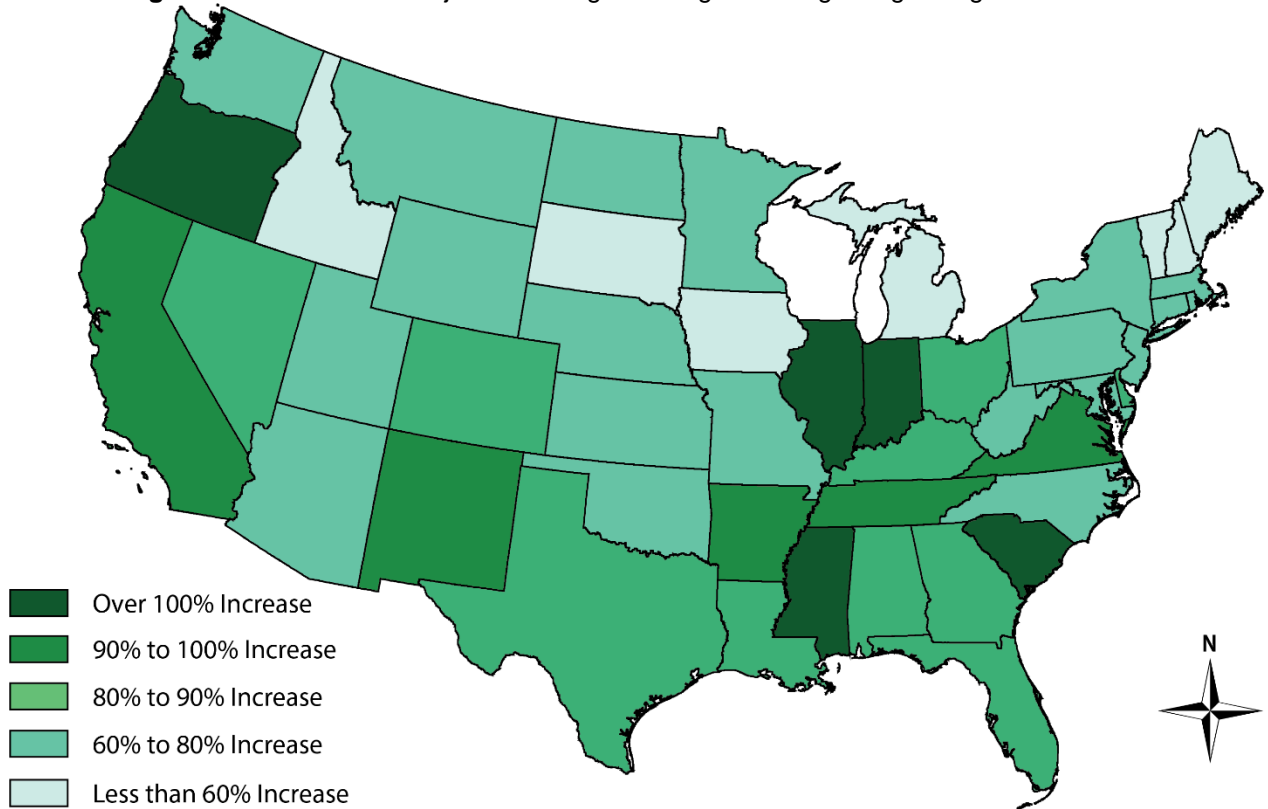 Over 100% Increase
90% to 100% Increase
80% to 90% Increase
60% to 80% Increase
Less than 60% Increase
N